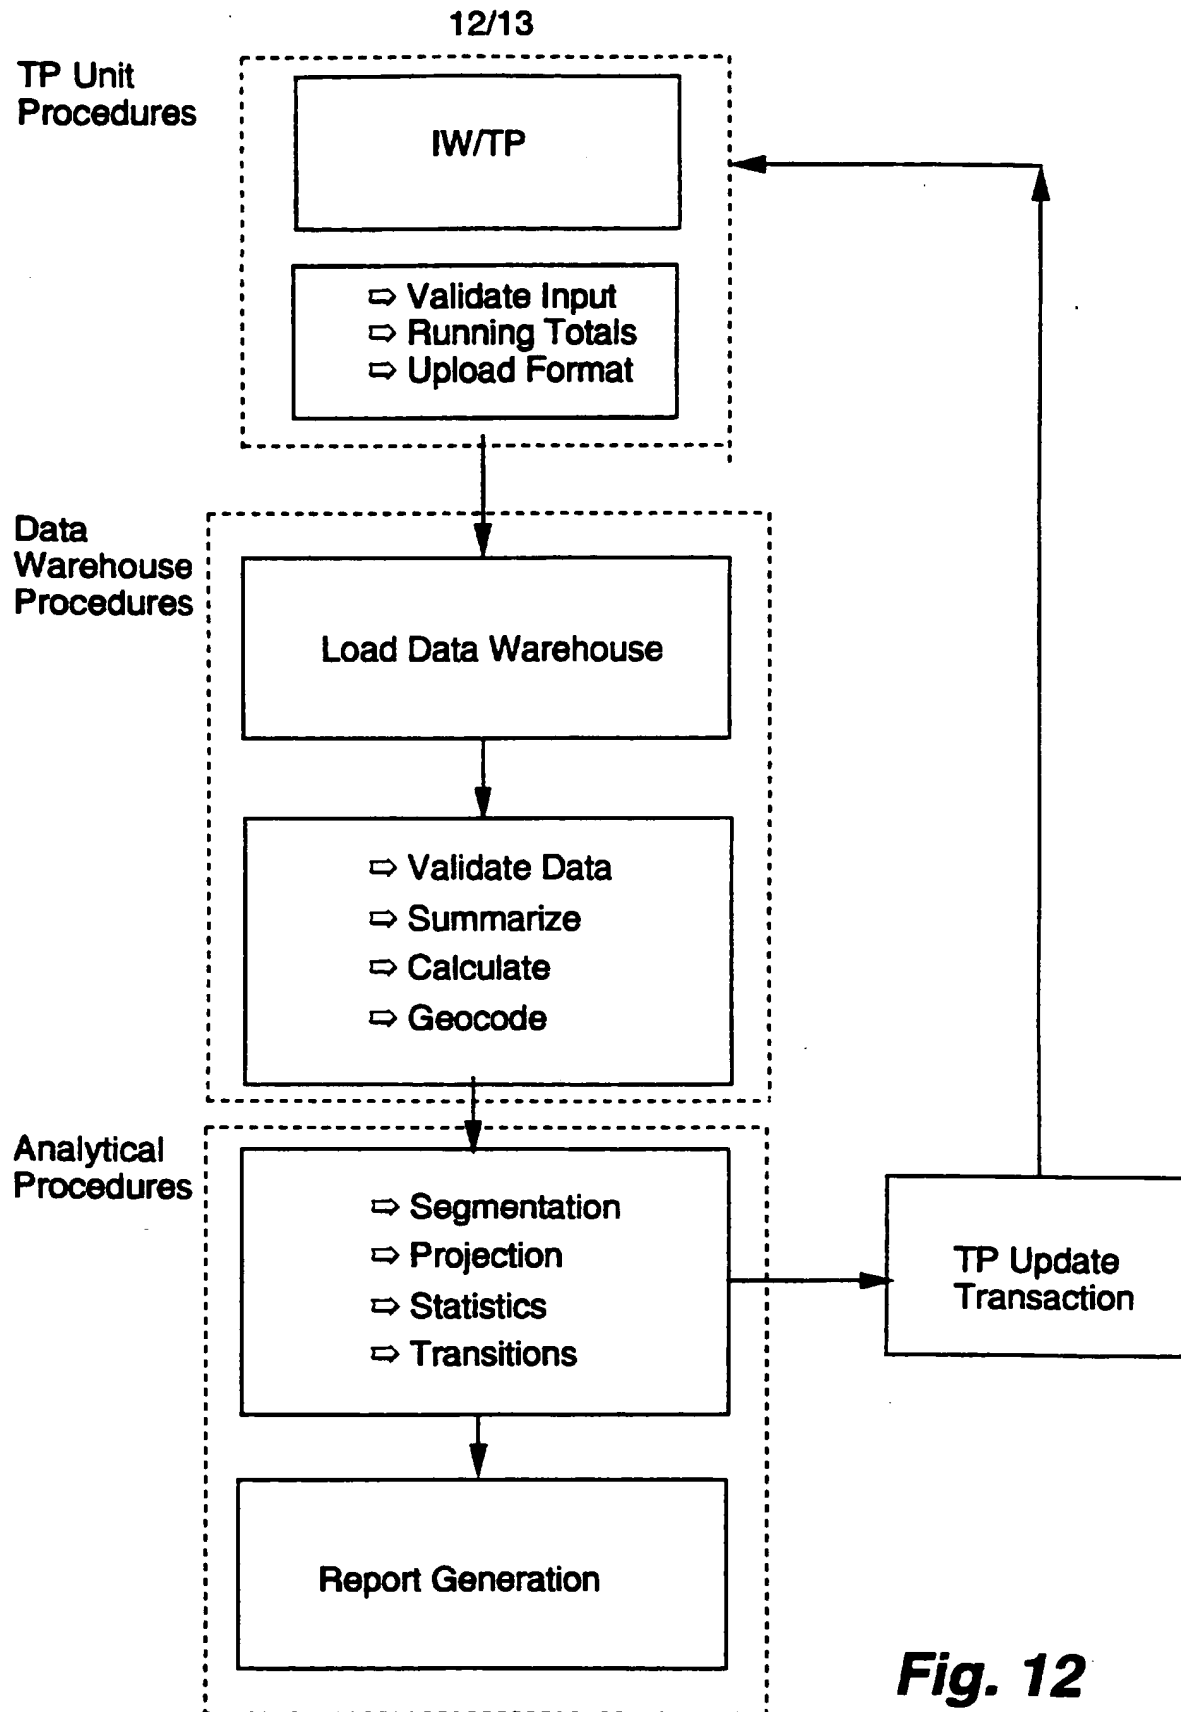 12/13
TP Unit
Procedures
IW/TP
⇨ Validate Input
⇨ Running Totals
⇨ Upload Format
Data
Warehouse
Procedures
Load Data Warehouse
⇨ Validate Data
⇨ Summarize
⇨ Calculate
⇨ Geocode
Analytical
Procedures
⇨ Segmentation
⇨ Projection
⇨ Statistics
⇨ Transitions
TP Update
Transaction
Report Generation
Fig. 12